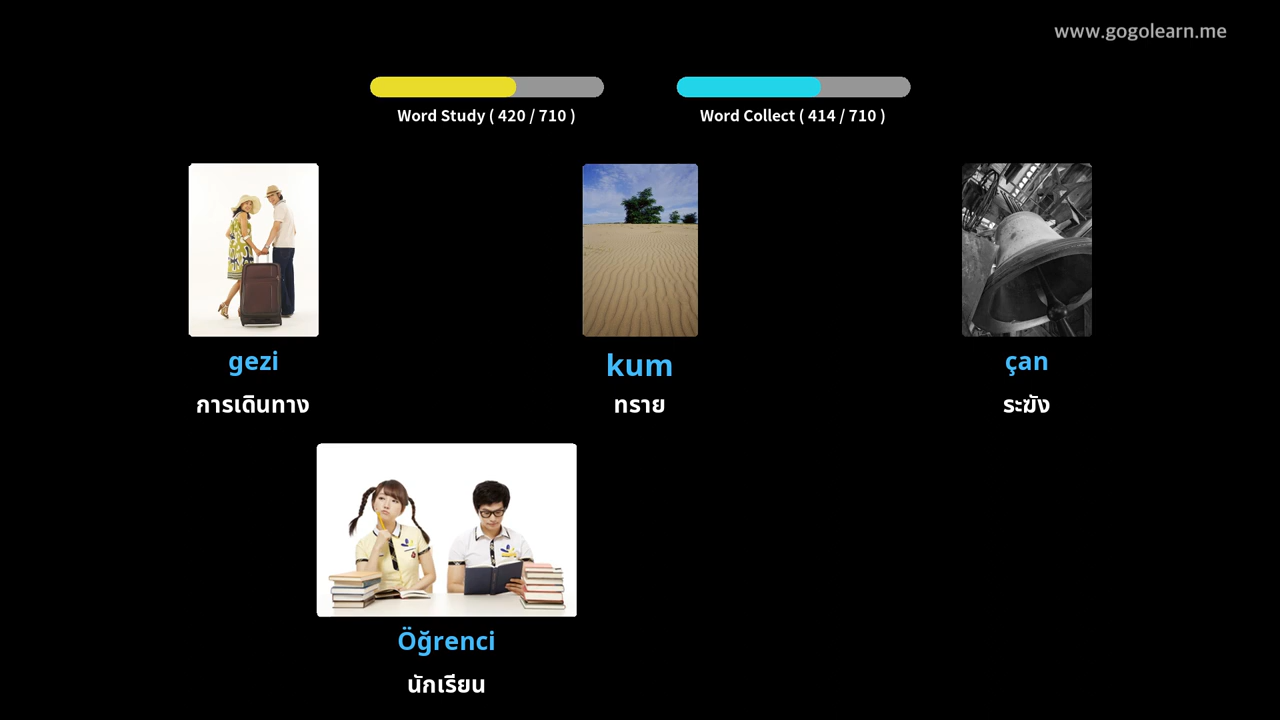 www.gogolearn.me
Word Study ( 420 / 710 )
Word Collect ( 414 / 710 )
gezi
kum
çan
การเดินทาง
ทราย
ระฆัง
Öğrenci
นักเรียน